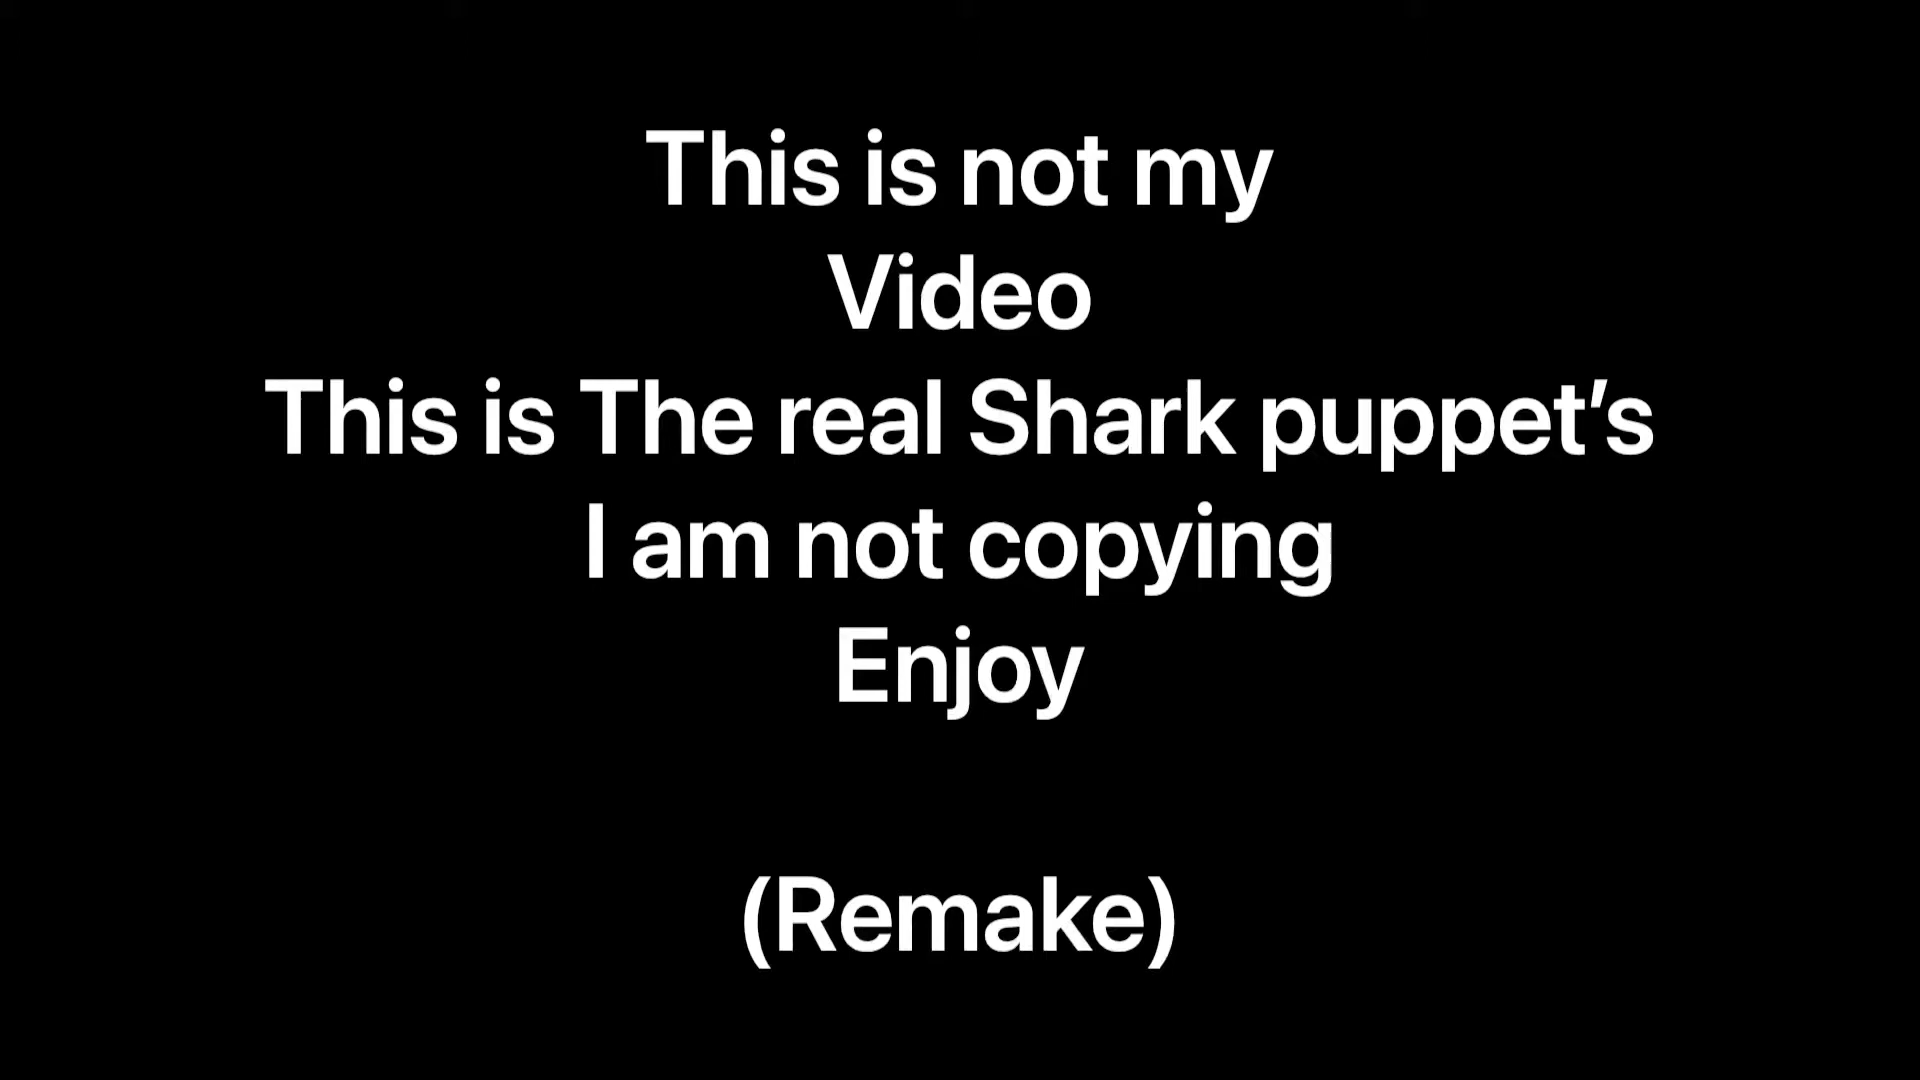 This is not my
Video
This is The real Shark puppet’s
I am not copying
Enjoy
(Remake)